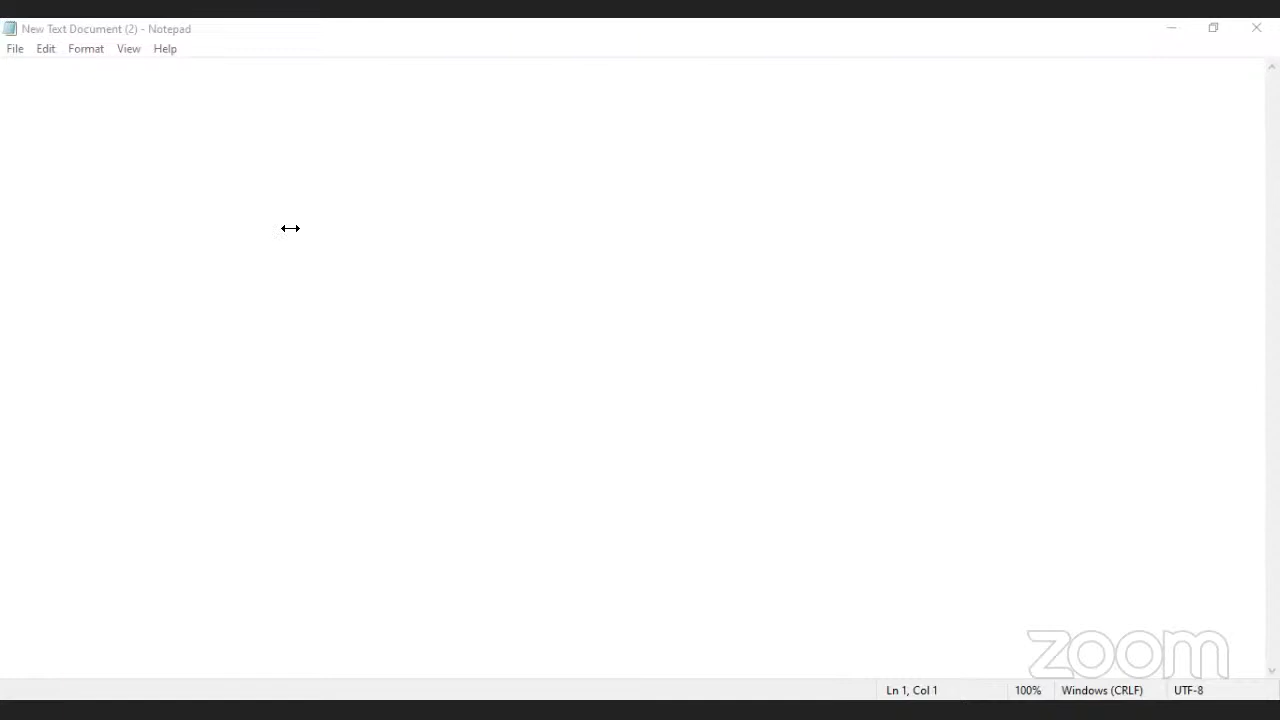 New Text Document (2) - Notepad
File Edit Format View Help
zoom
Ln 1, Col 1 100% Windows (CRLF) UTF-8